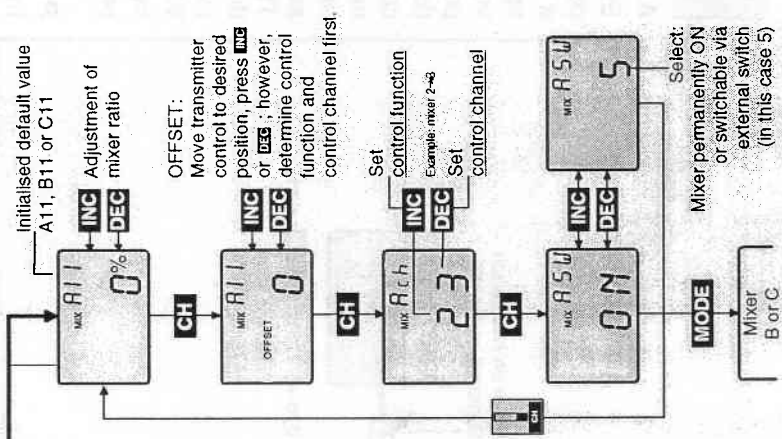 Initialised default value
A11, B11 or C11
MIX A11
0%
INC
DEC
Adjustment of
mixer ratio
CH
MIX A11
OFFSET
0
INC
DEC
OFFSET:
Move transmitter
control to desired
position, press INC
or DEC ; however,
determine control
function and
control channel first.
CH
MIX Ach
2 3
INC
DEC
Set
control function
Example: mixer 2→3
Set
control channel
CH
MIX ASW
ON
INC
DEC
MIX ASW
5
Select:
Mixer permanently ON
or switchable via
external switch
(in this case 5)
CH
MODE
Mixer
B or C